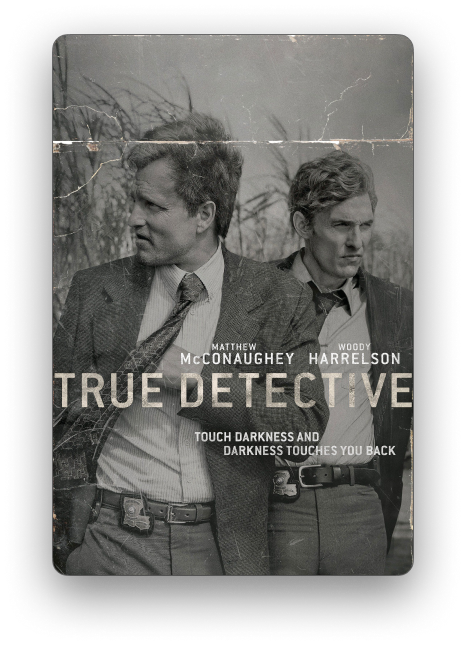 MATTHEW WOODY
McCONAUGHEY HARRELSON
TRUE DETECTIVE
TOUCH DARKNESS AND
DARKNESS TOUCHES YOU BACK